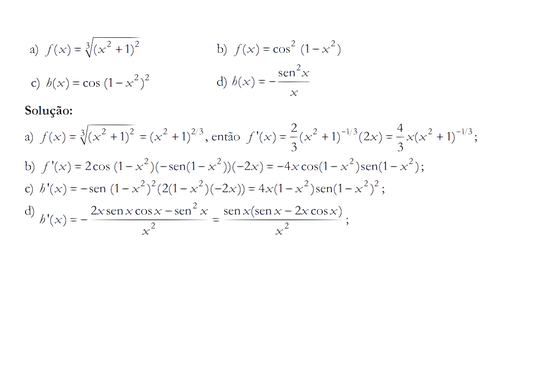 a) f(x) = ∛(x² + 1)² b) f(x) = cos² (1 – x²)
c) h(x) = cos (1 – x²)² d) h(x) = – sen²x / x
Solução:
a) f(x) = ∛(x² + 1)² = (x² + 1)^2/3, então f'(x) = 2/3 (x² + 1)^–1/3 (2x) = 4/3 x(x² + 1)^–1/3;
b) f'(x) = 2cos (1 – x²)(–sen(1 – x²))(–2x) = –4x cos(1 – x²)sen(1 – x²);
c) h'(x) = –sen (1 – x²)²(2(1 – x²)(–2x)) = 4x(1 – x²)sen(1 – x²)²;
d) h'(x) = – 2x sen x cos x – sen² x / x² = sen x(sen x – 2x cos x) / x² ;